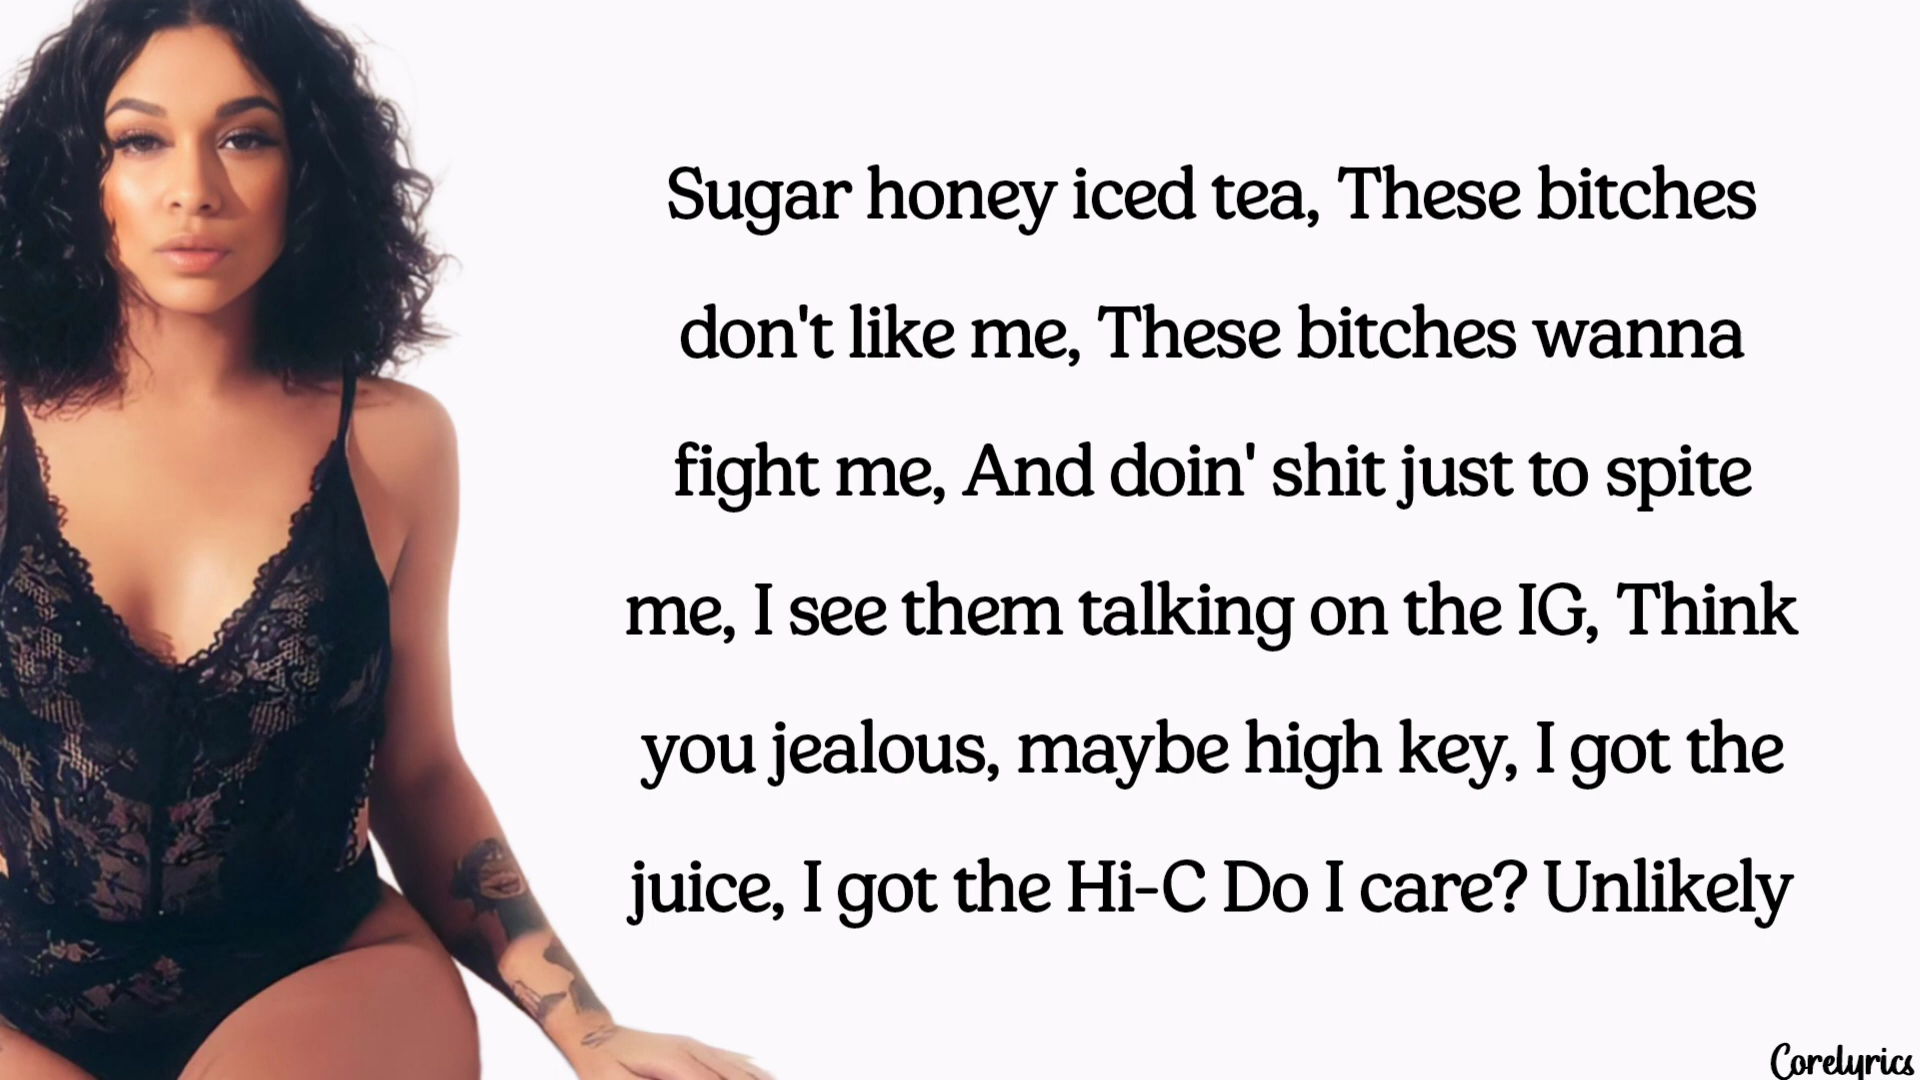 Sugar honey iced tea, These bitches
don't like me, These bitches wanna
fight me, And doin' shit just to spite
me, I see them talking on the IG, Think
you jealous, maybe high key, I got the
juice, I got the Hi-C Do I care? Unlikely
Corelyrics